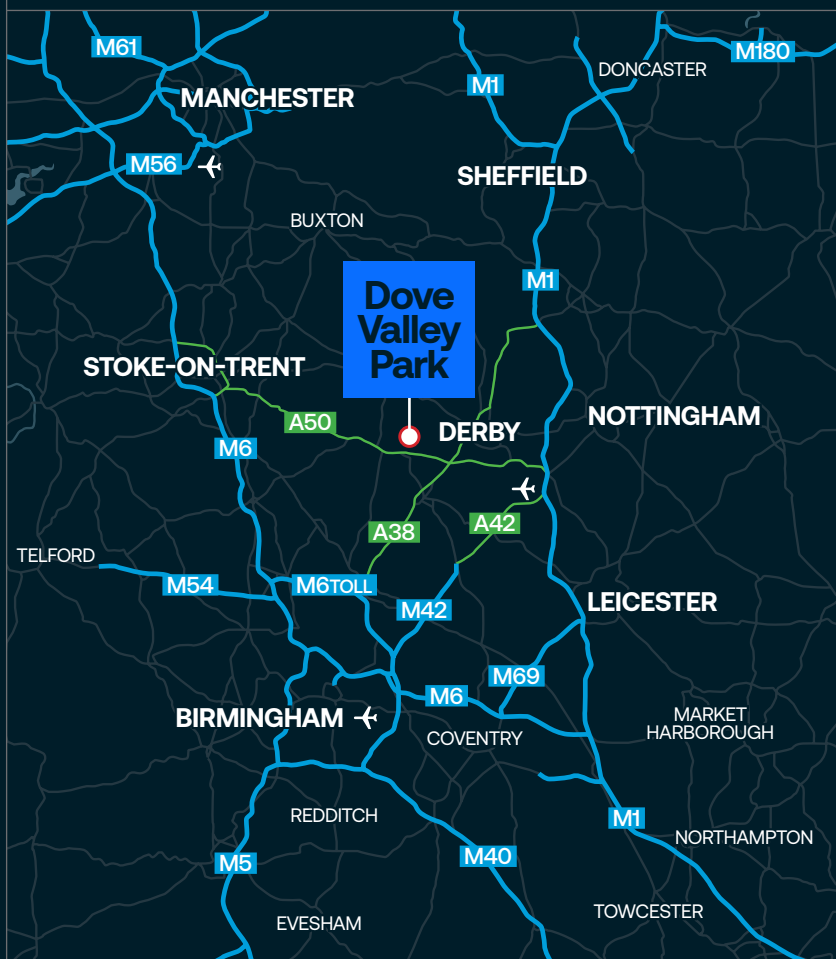 M61
M180
DONCASTER
M1
MANCHESTER
M56
SHEFFIELD
BUXTON
M1
Dove
Valley
Park
STOKE-ON-TRENT
NOTTINGHAM
A50
DERBY
M6
A42
A38
TELFORD
M54
M6TOLL
LEICESTER
M42
M69
M6
MARKET
HARBOROUGH
BIRMINGHAM
COVENTRY
REDDITCH
M1
NORTHAMPTON
M40
M5
TOWCESTER
EVESHAM